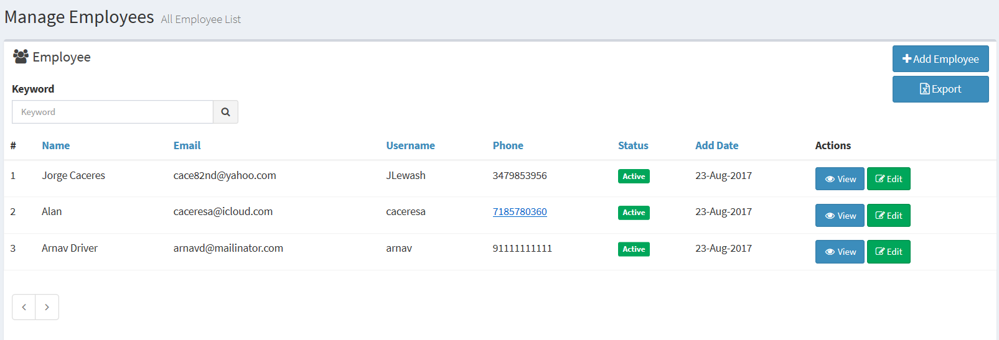 Manage Employees All Employee List
Employee
Add Employee
Keyword
Export
Keyword
# Name Email Username Phone Status Add Date Actions
1 Jorge Caceres cace82nd@yahoo.com JLewash 3479853956 Active 23-Aug-2017 View Edit
2 Alan caceresa@icloud.com caceresa 7185780360 Active 23-Aug-2017 View Edit
3 Arnav Driver arnavd@mailinator.com arnav 91111111111 Active 23-Aug-2017 View Edit